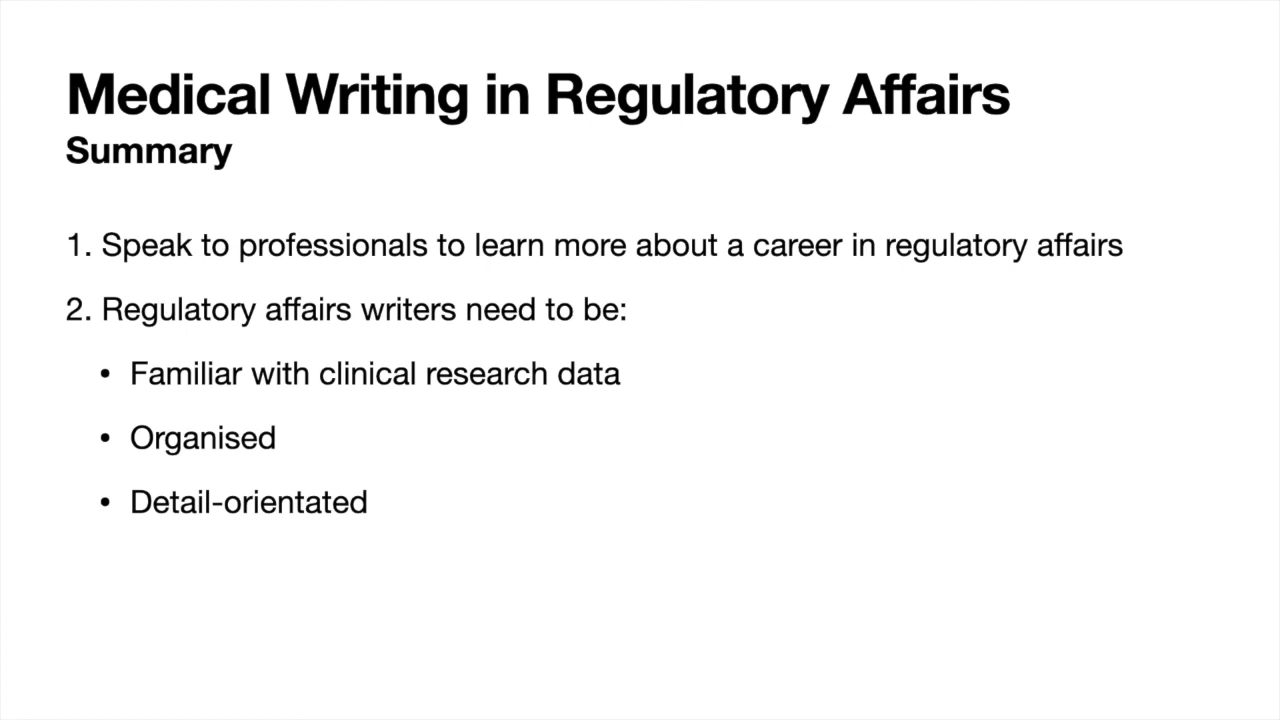 Medical Writing in Regulatory Affairs
Summary
1. Speak to professionals to learn more about a career in regulatory affairs
2. Regulatory affairs writers need to be:
• Familiar with clinical research data
• Organised
• Detail-orientated